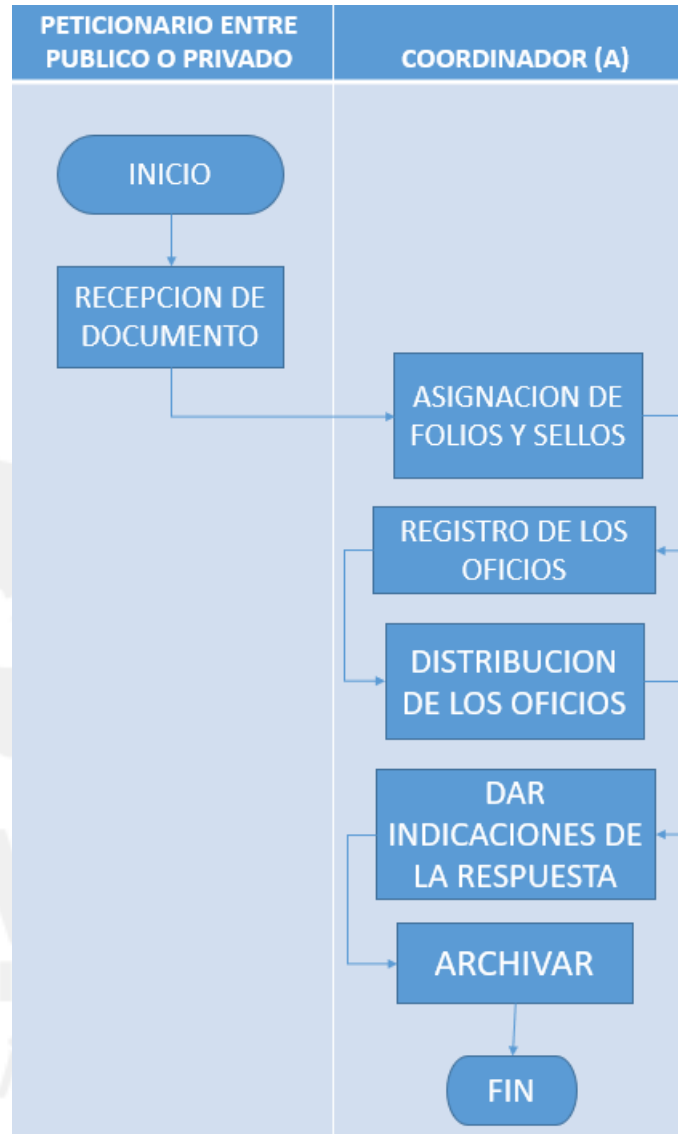 PETICIONARIO ENTRE
PUBLICO O PRIVADO
COORDINADOR (A)
INICIO
RECEPCION DE
DOCUMENTO
ASIGNACION DE
FOLIOS Y SELLOS
REGISTRO DE LOS
OFICIOS
DISTRIBUCION
DE LOS OFICIOS
DAR
INDICACIONES DE
LA RESPUESTA
ARCHIVAR
FIN